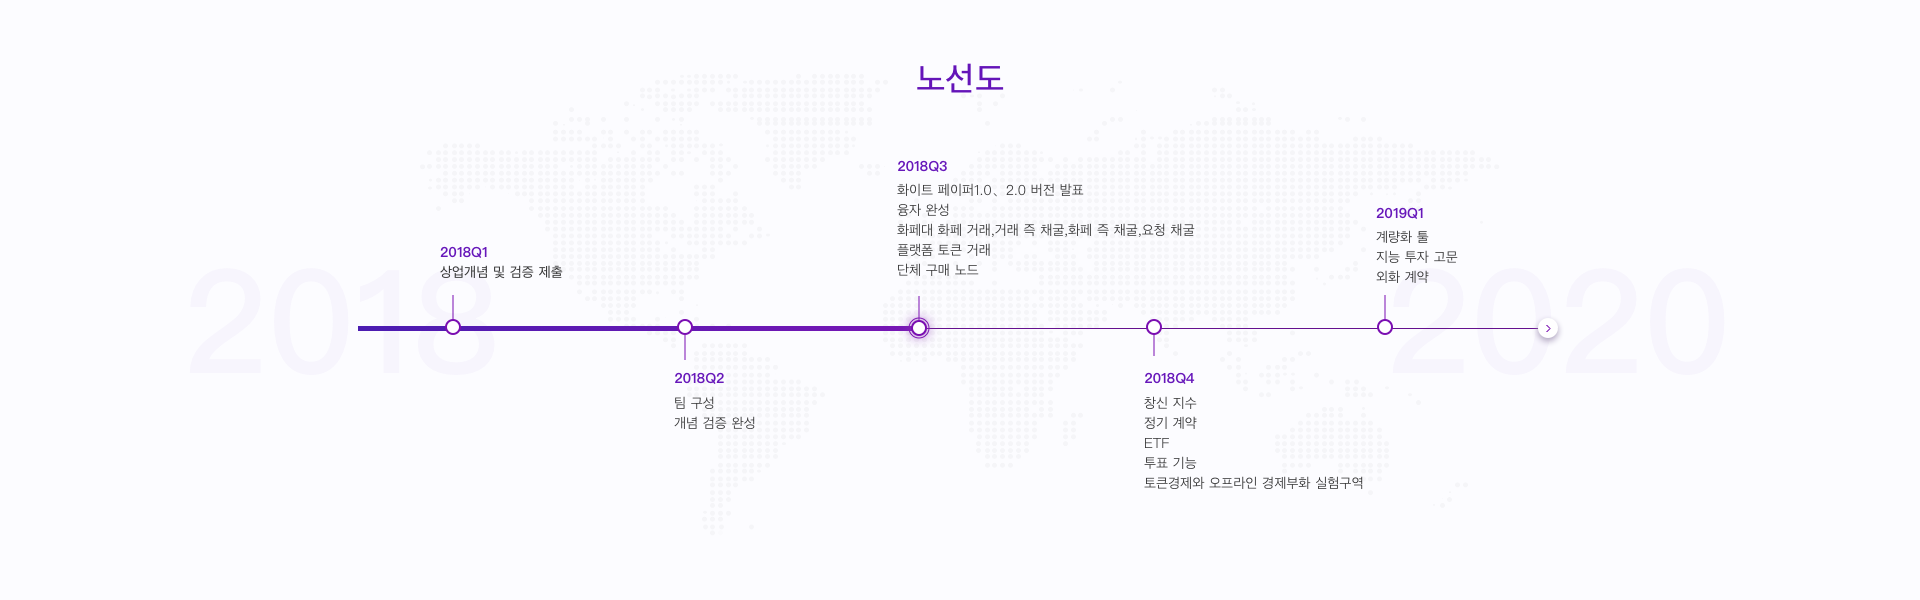 노선도
2018
2020
2018Q1
상업개념 및 검증 제출
2018Q2
팀 구성
개념 검증 완성
2018Q3
화이트 페이퍼1.0、2.0 버전 발표
융자 완성
화폐대 화폐 거래,거래 즉 채굴,화폐 즉 채굴,요청 채굴
플랫폼 토큰 거래
단체 구매 노드
2018Q4
창신 지수
정기 계약
ETF
투표 기능
토큰경제와 오프라인 경제부화 실험구역
2019Q1
계량화 툴
지능 투자 고문
외화 계약